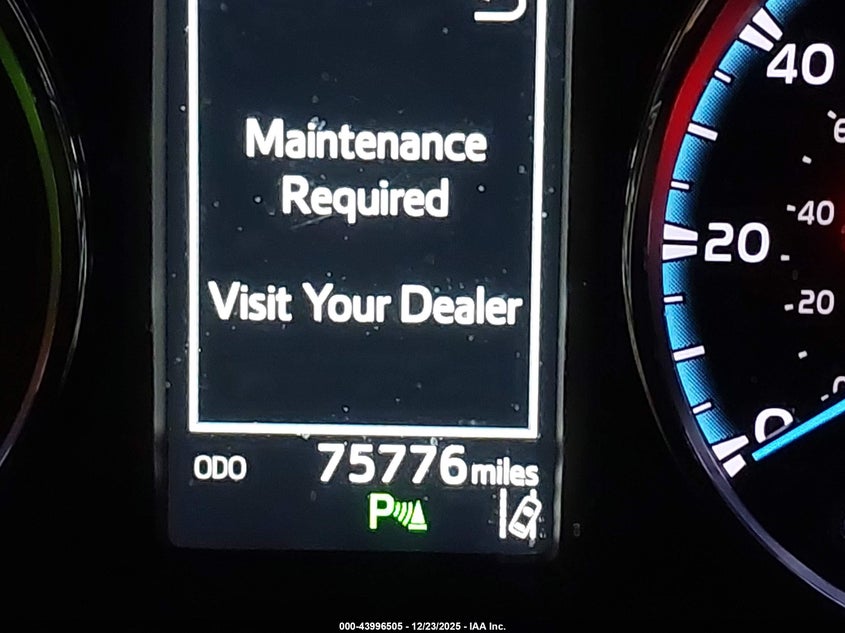 Maintenance
Required
Visit Your Dealer
ODO 75776 miles
P
40
20
0
-40
-20
000-43996505 - 12/23/2025 - IAA Inc.